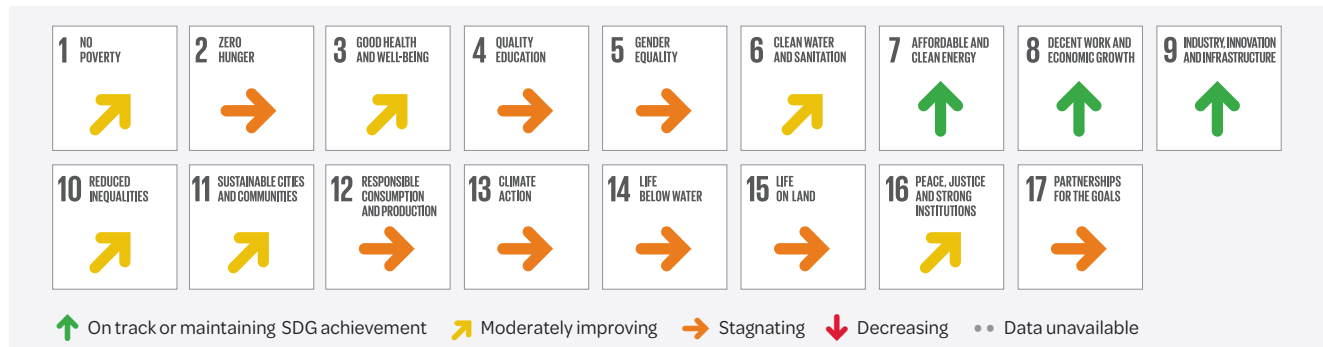 1 NO POVERTY
2 ZERO HUNGER
3 GOOD HEALTH AND WELL-BEING
4 QUALITY EDUCATION
5 GENDER EQUALITY
6 CLEAN WATER AND SANITATION
7 AFFORDABLE AND CLEAN ENERGY
8 DECENT WORK AND ECONOMIC GROWTH
9 INDUSTRY, INNOVATION AND INFRASTRUCTURE
10 REDUCED INEQUALITIES
11 SUSTAINABLE CITIES AND COMMUNITIES
12 RESPONSIBLE CONSUMPTION AND PRODUCTION
13 CLIMATE ACTION
14 LIFE BELOW WATER
15 LIFE ON LAND
16 PEACE, JUSTICE AND STRONG INSTITUTIONS
17 PARTNERSHIPS FOR THE GOALS
On track or maintaining SDG achievement
Moderately improving
Stagnating
Decreasing
Data unavailable